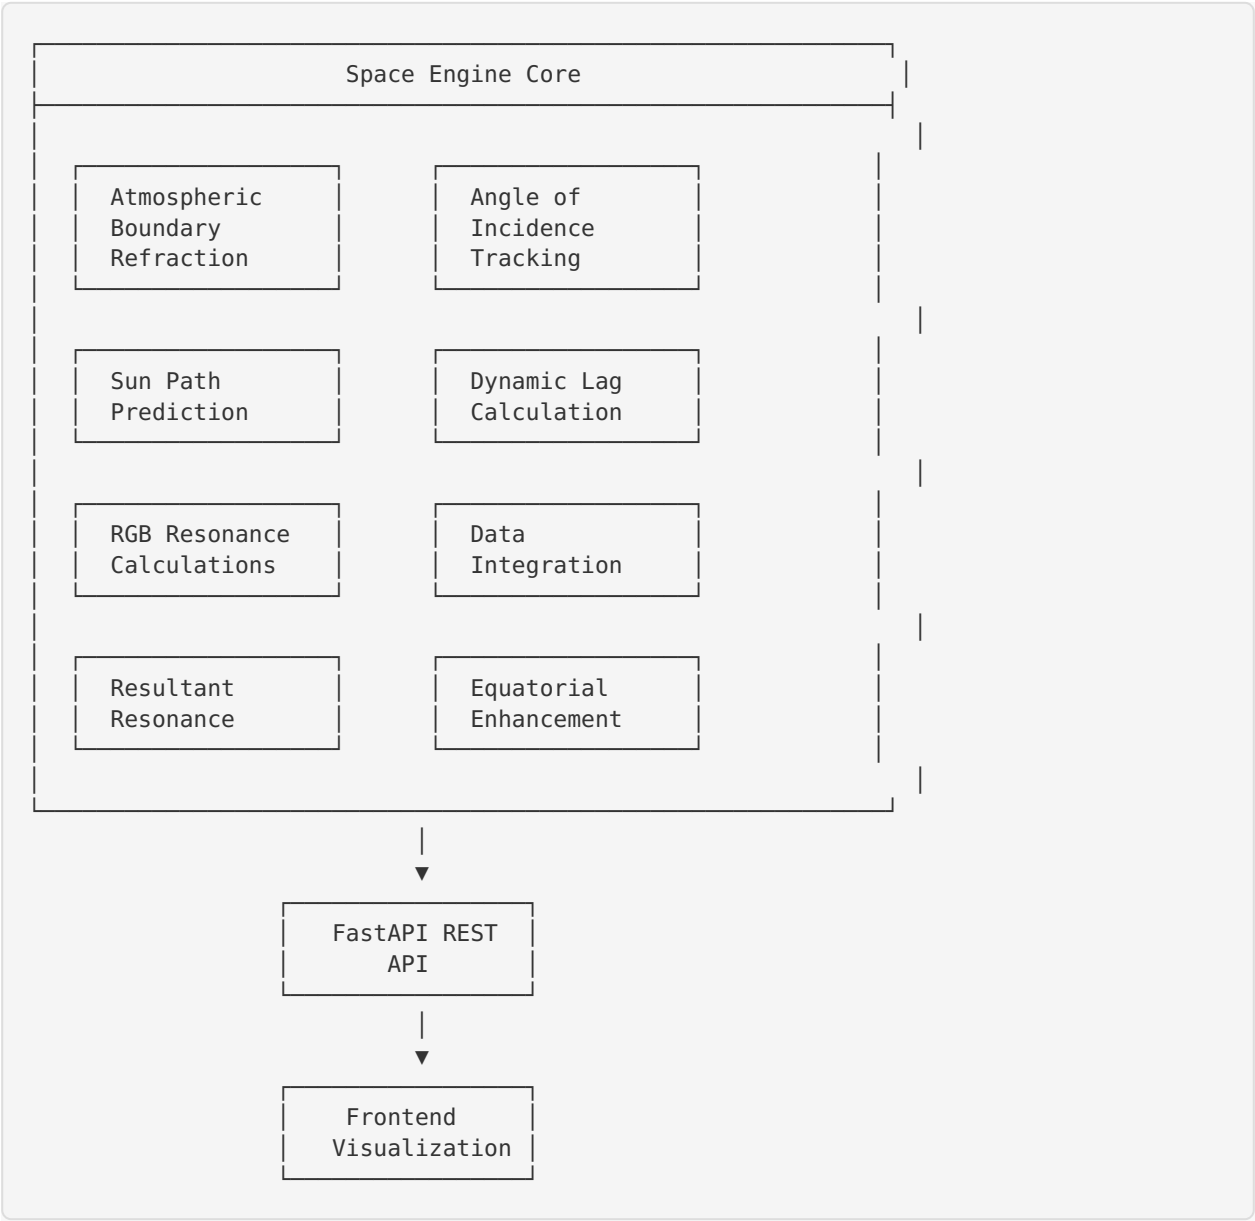 Space Engine Core
Atmospheric
Boundary
Refraction
Angle of
Incidence
Tracking
Sun Path
Prediction
Dynamic Lag
Calculation
RGB Resonance
Calculations
Data
Integration
Resultant
Resonance
Equatorial
Enhancement
FastAPI REST
API
Frontend
Visualization